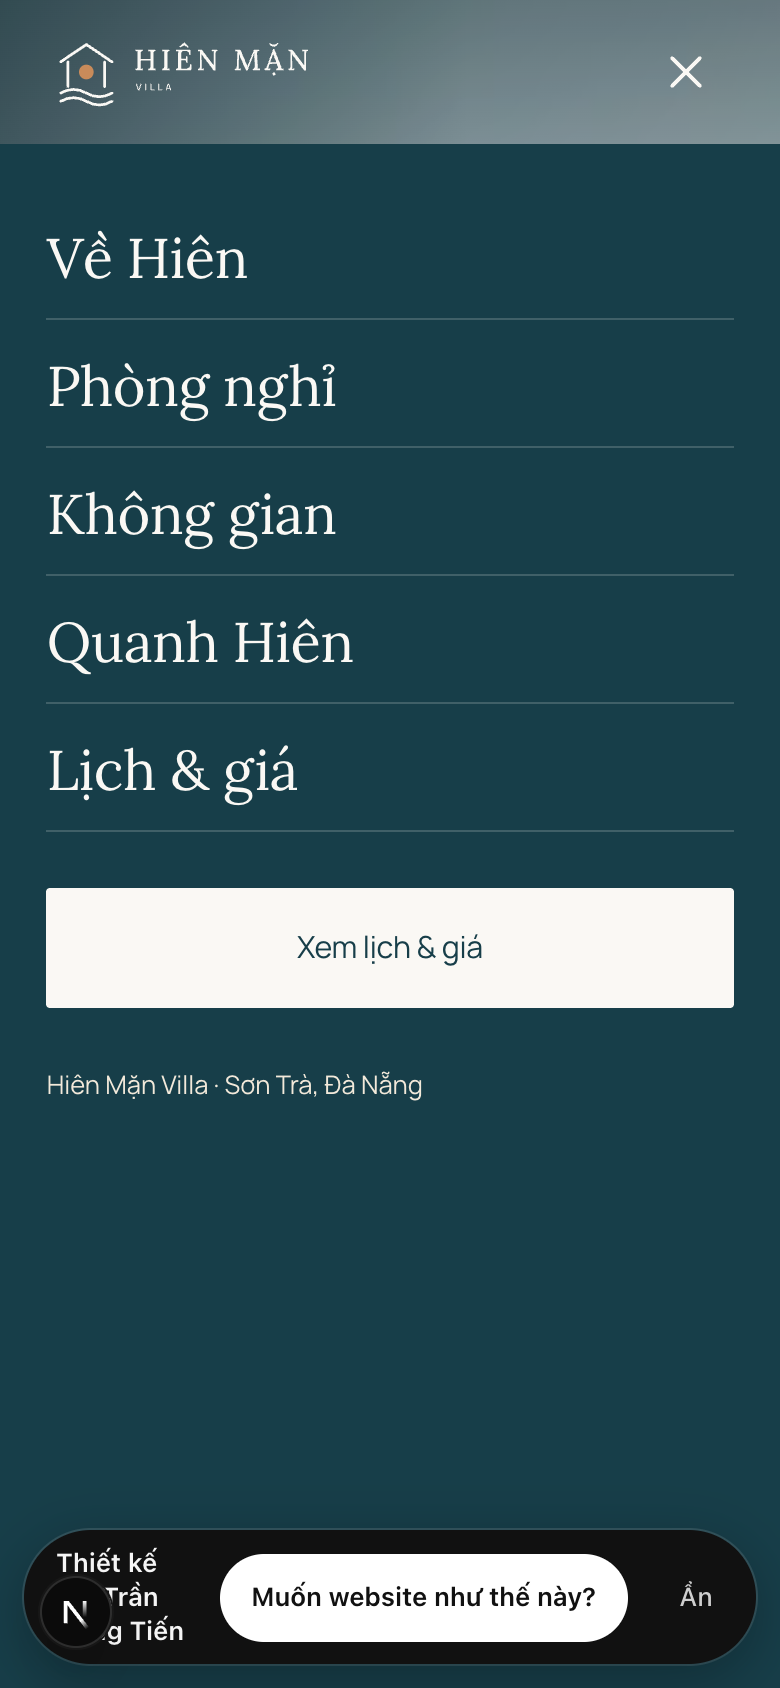 HIÊN MẶN
VILLA
Về Hiên
Phòng nghỉ
Không gian
Quanh Hiên
Lịch & giá
Xem lịch & giá
Hiên Mặn Villa · Sơn Trà, Đà Nẵng
Thiết kế
Trần
Tiến
Muốn website như thế này?
Ẩn
N